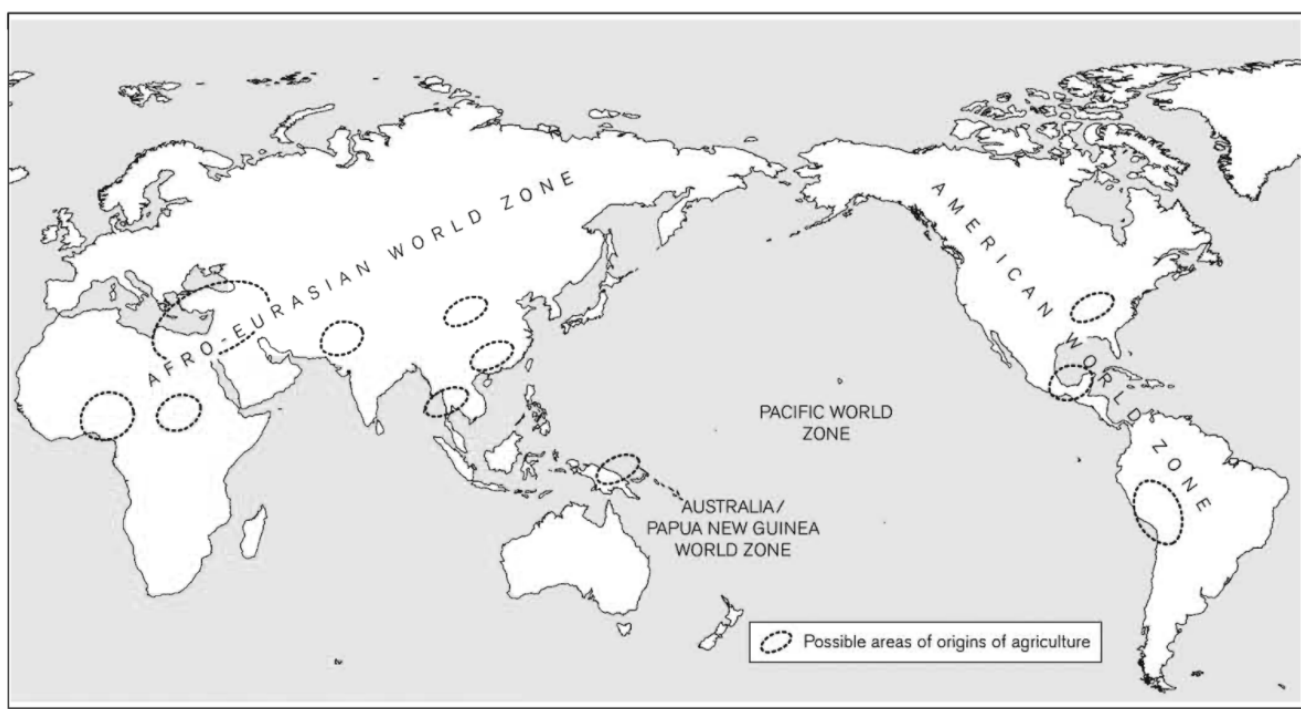 AFRO-EURASIAN WORLD ZONE
AMERICAN WORLD ZONE
PACIFIC WORLD
ZONE
AUSTRALIA/
PAPUA NEW GUINEA
WORLD ZONE
Possible areas of origins of agriculture